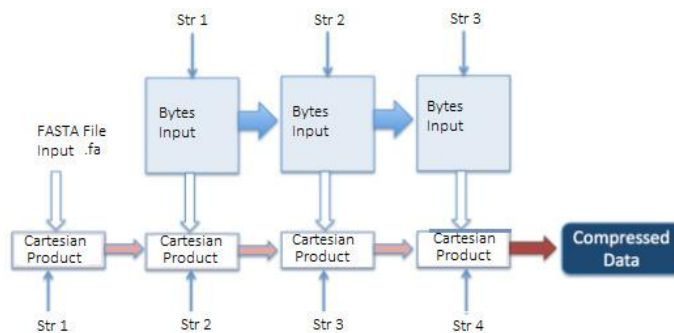 Str 1
Str 2
Str 3
Bytes
Input
Bytes
Input
Bytes
Input
FASTA File
Input .fa
Cartesian
Product
Cartesian
Product
Cartesian
Product
Cartesian
Product
Compressed
Data
Str 1
Str 2
Str 3
Str 4